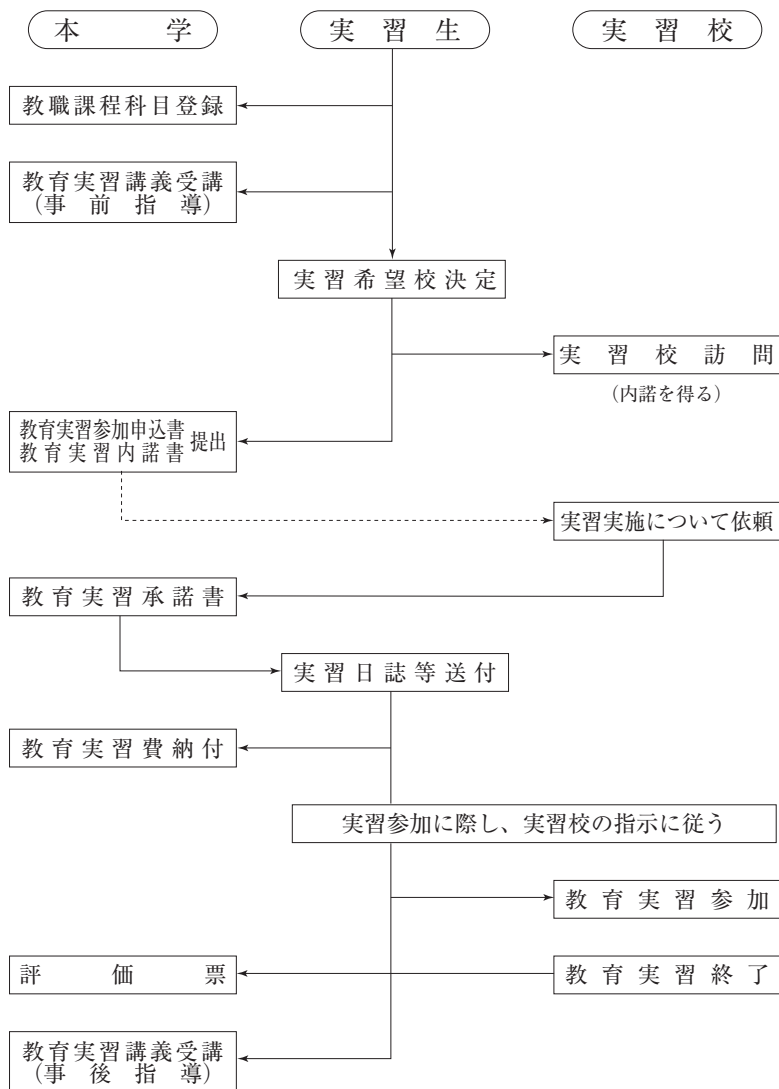 本学
実習生
実習校
教職課程科目登録
教育実習講義受講
（事前指導）
実習希望校決定
実習校訪問
（内諾を得る）
教育実習参加申込書
教育実習内諾書
提出
実習実施について依頼
教育実習承諾書
実習日誌等送付
教育実習費納付
実習参加に際し、実習校の指示に従う
教育実習参加
評価票
教育実習終了
教育実習講義受講
（事後指導）